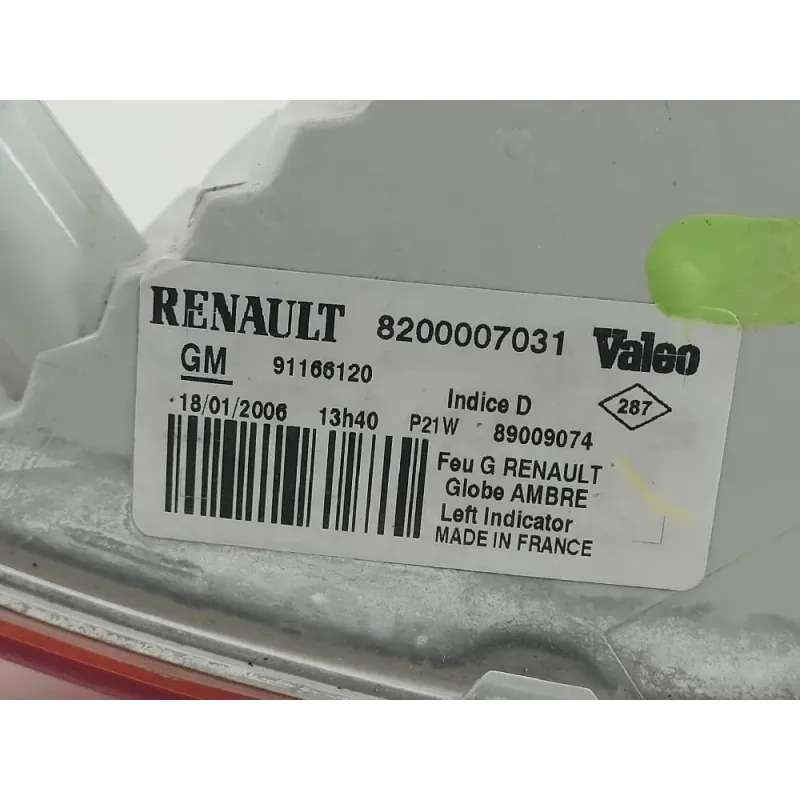 RENAULT 8200007031 Valeo
GM 91166120
Indice D 287
18/01/2006 13h40 P21W 89009074
Feu G RENAULT
Globe AMBRE
Left Indicator
MADE IN FRANCE